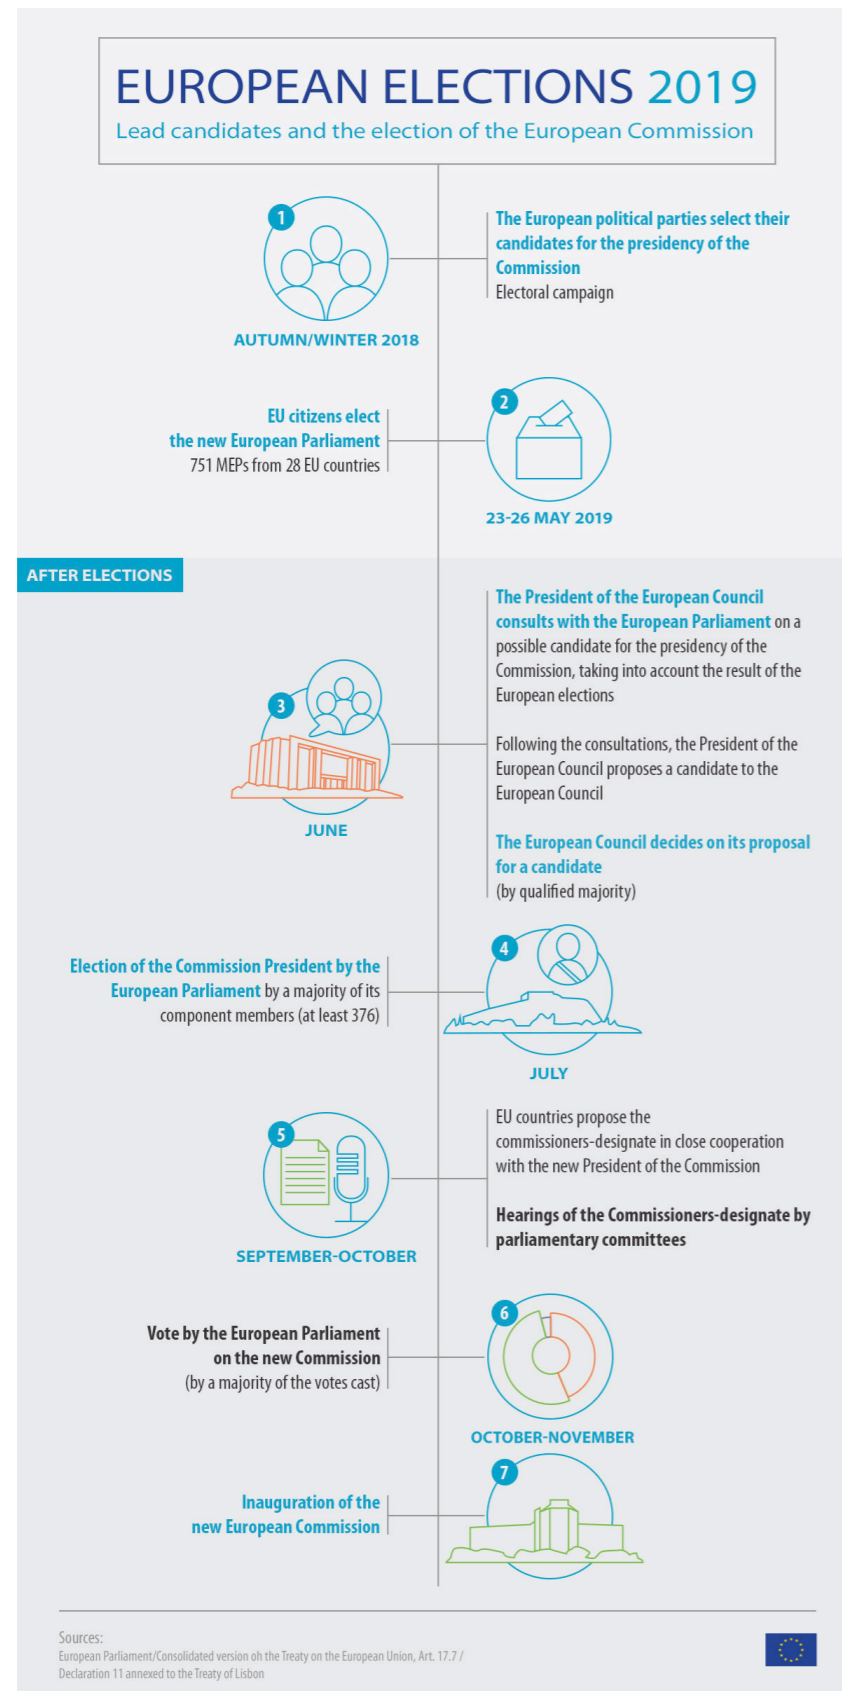 EUROPEAN ELECTIONS 2019
Lead candidates and the election of the European Commission
1
AUTUMN/WINTER 2018
The European political parties select their
candidates for the presidency of the
Commission
Electoral campaign
EU citizens elect
the new European Parliament
751 MEPs from 28 EU countries
2
23-26 MAY 2019
AFTER ELECTIONS
3
JUNE
The President of the European Council
consults with the European Parliament on a
possible candidate for the presidency of the
Commission, taking into account the result of the
European elections
Following the consultations, the President of the
European Council proposes a candidate to the
European Council
The European Council decides on its proposal
for a candidate
(by qualified majority)
Election of the Commission President by the
European Parliament by a majority of its
component members (at least 376)
4
JULY
5
SEPTEMBER-OCTOBER
EU countries propose the
commissioners-designate in close cooperation
with the new President of the Commission
Hearings of the Commissioners-designate by
parliamentary committees
Vote by the European Parliament
on the new Commission
(by a majority of the votes cast)
6
OCTOBER-NOVEMBER
Inauguration of the
new European Commission
7
Sources:
European Parliament/Consolidated version oh the Treaty on the European Union, Art. 17.7 /
Declaration 11 annexed to the Treaty of Lisbon